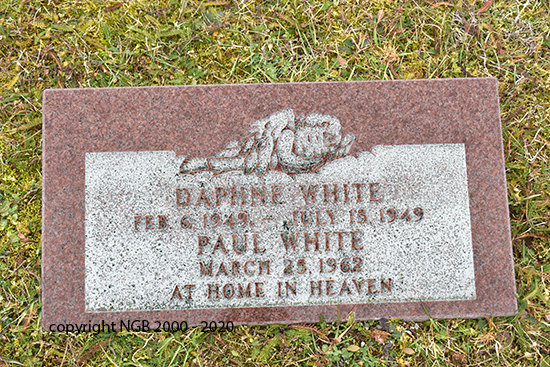 DAPHNE WHITE
FEB. 6, 1949 - JULY 18, 1949
PAUL WHITE
MARCH 25, 1962
AT HOME IN HEAVEN
copyright NGB 2000 - 2020